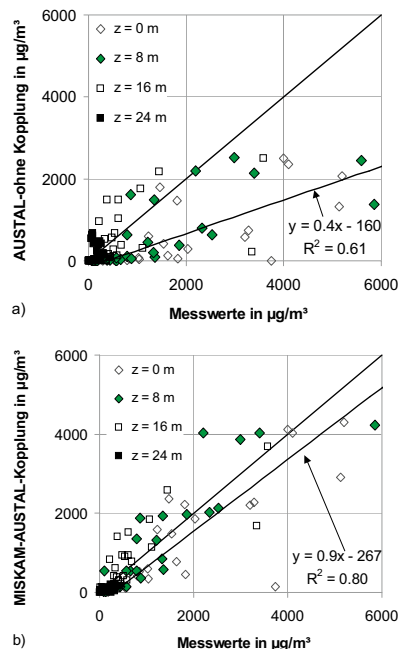 6000
4000
2000
0
AUSTAL-ohne Kopplung in µg/m³
z = 0 m
z = 8 m
z = 16 m
z = 24 m
y = 0.4x - 160
R² = 0.61
0 2000 4000 6000
a)
Messwerte in µg/m³
6000
4000
2000
0
MISKAM-AUSTAL-Kopplung in µg/m³
z = 0 m
z = 8 m
z = 16 m
z = 24 m
y = 0.9x - 267
R² = 0.80
0 2000 4000 6000
b)
Messwerte in µg/m³